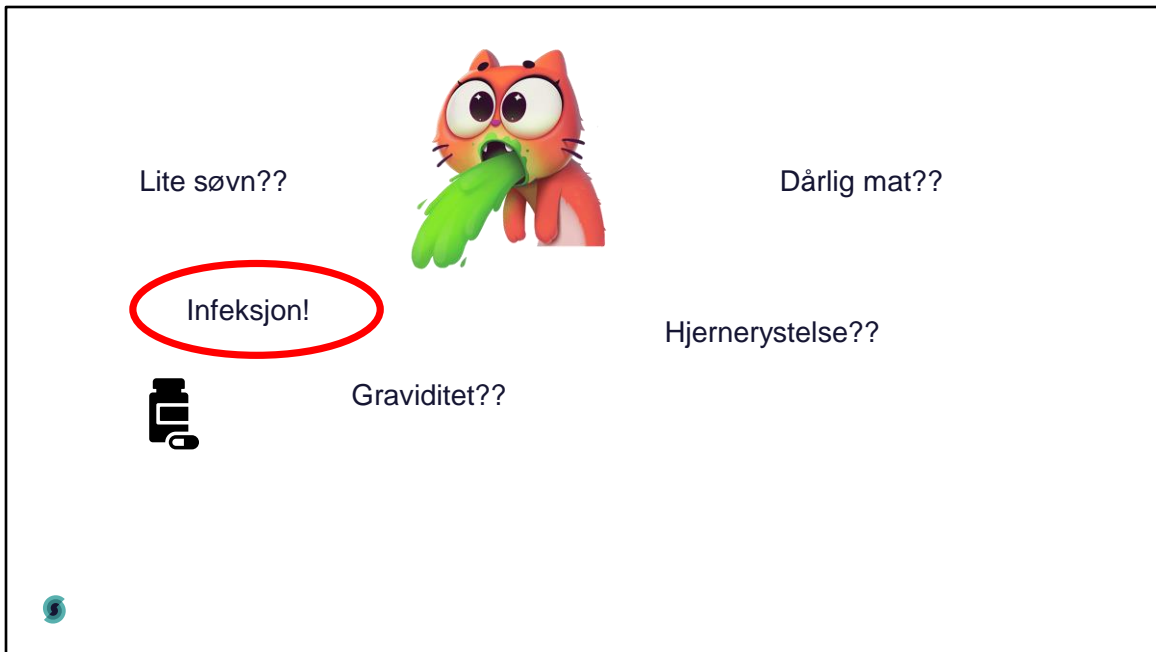 Lite søvn??
Dårlig mat??
Infeksjon!
Hjernerystelse??
Graviditet??